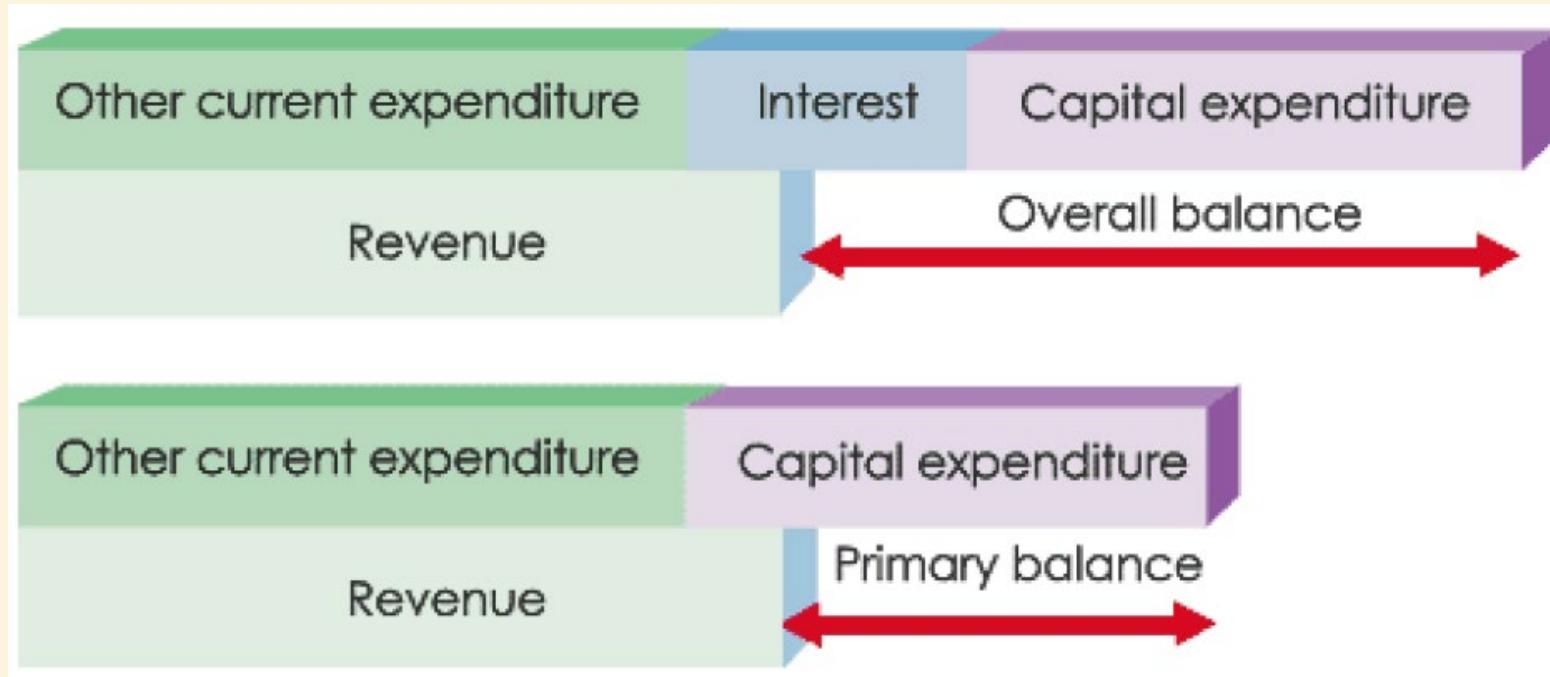 Other current expenditure
Interest
Capital expenditure
Revenue
Overall balance
Other current expenditure
Capital expenditure
Revenue
Primary balance